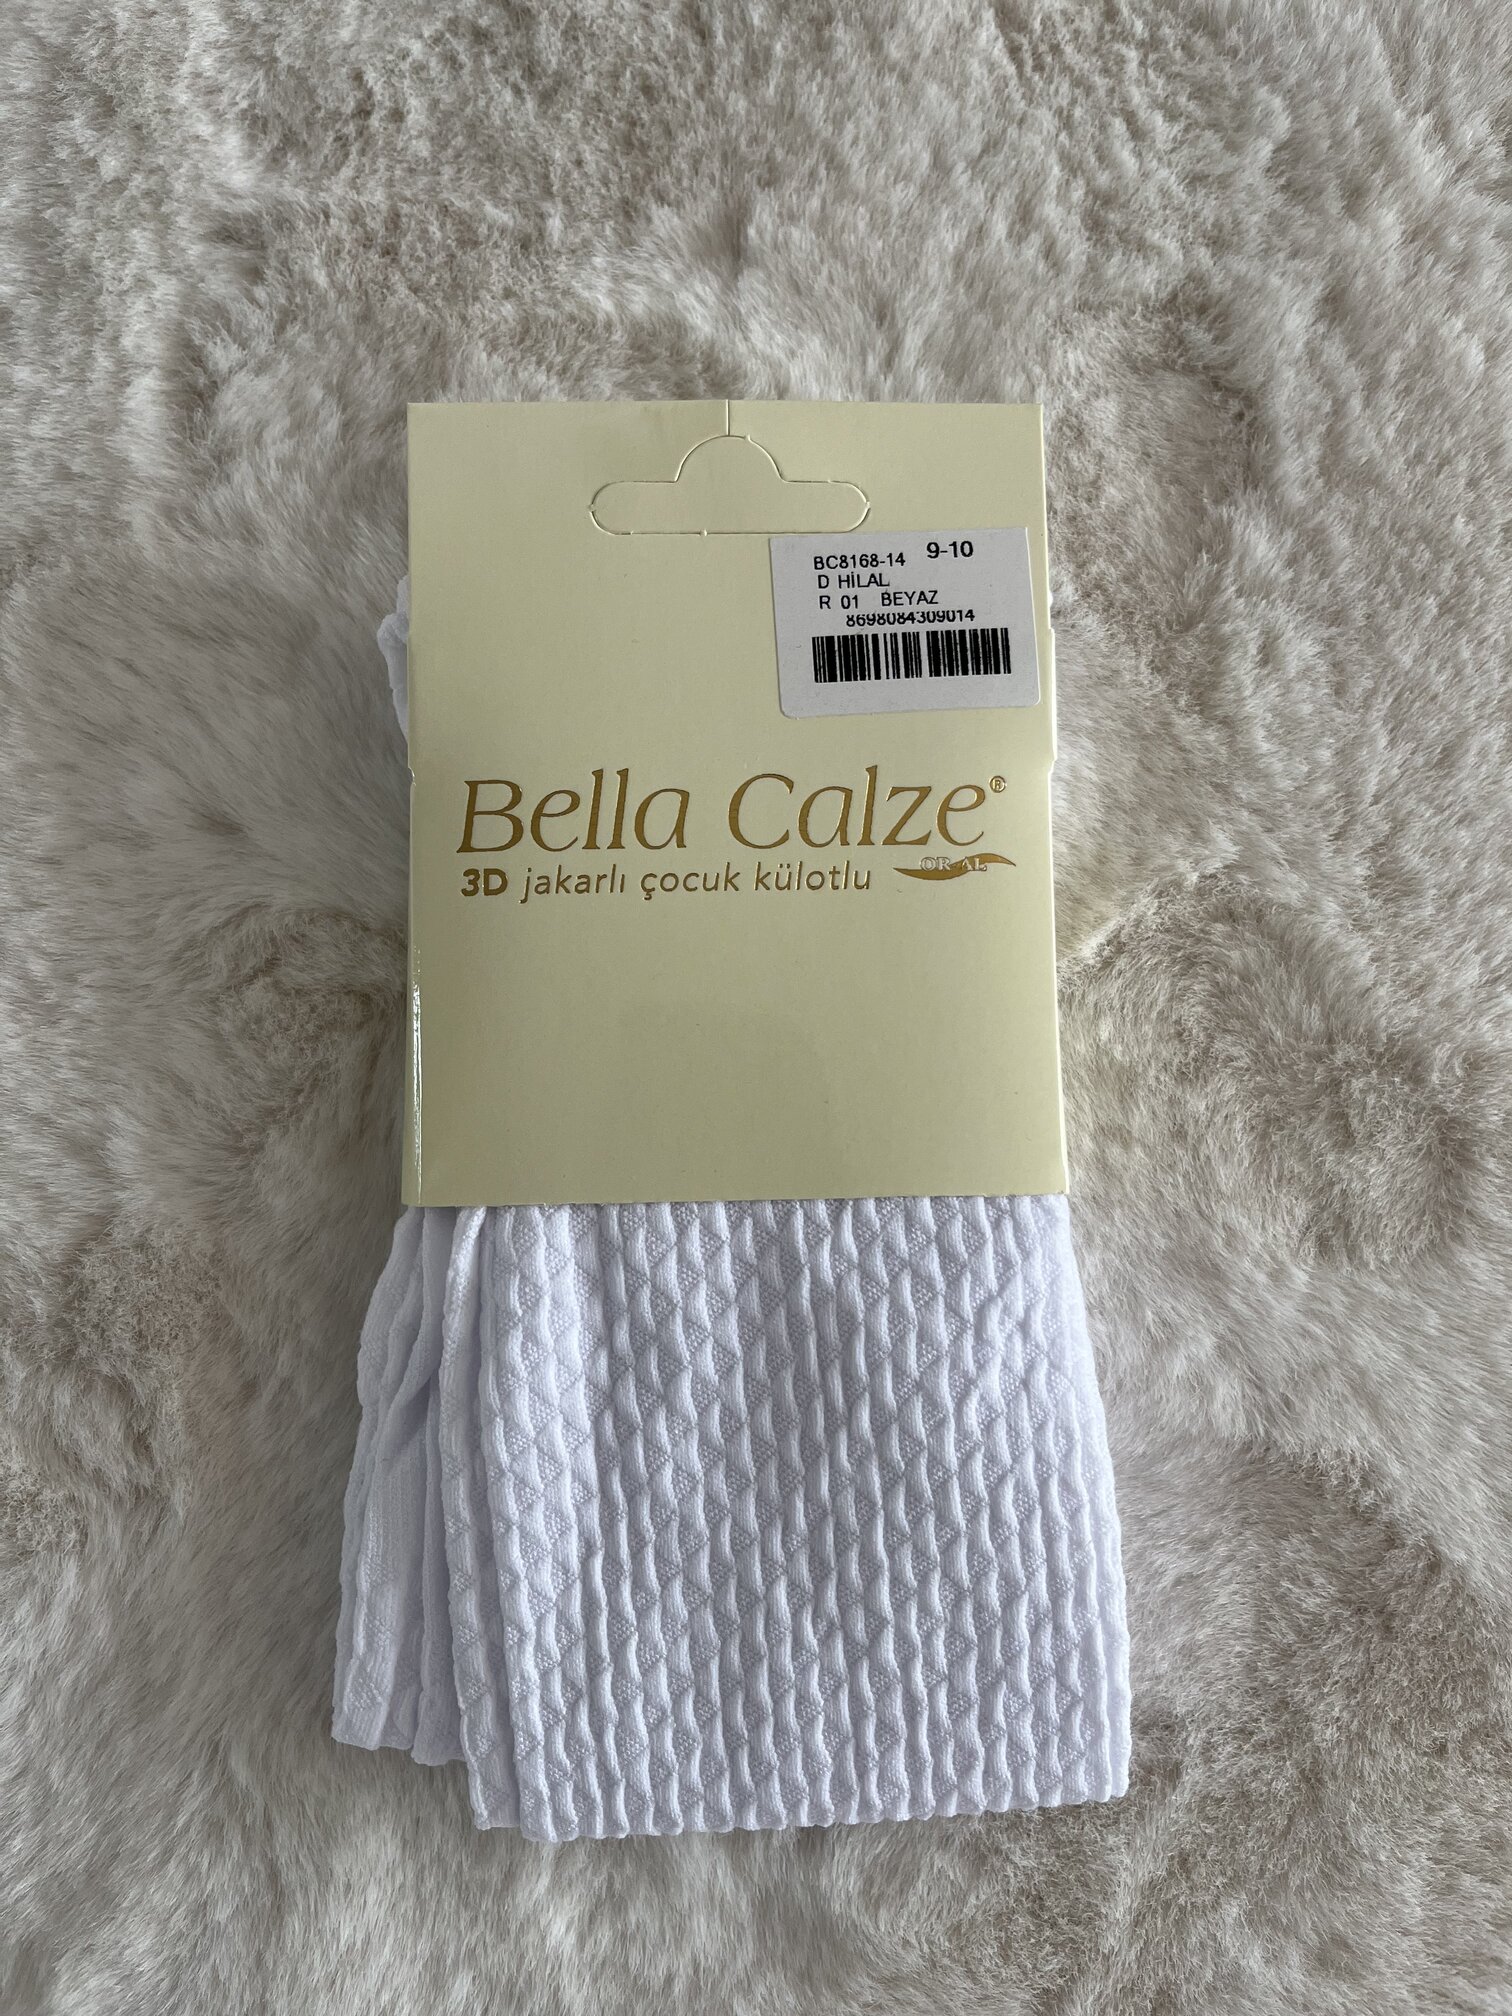 BC8168-14 9-10
D HİLAL
R 01 BEYAZ
8698084309014
Bella Calze®
OR-AL
3D jakarlı çocuk külotlu